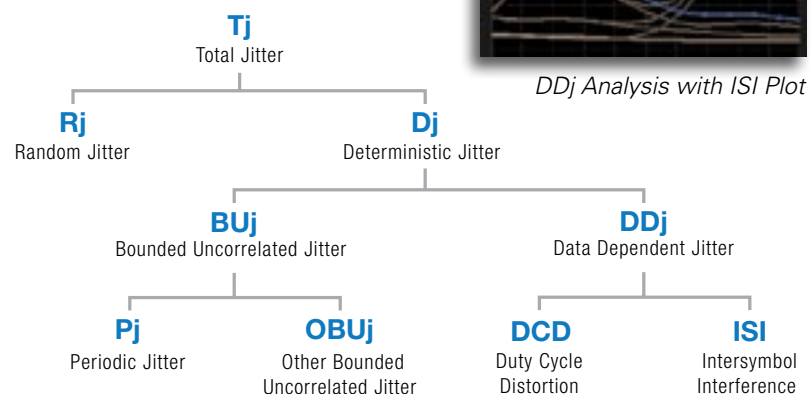 Tj
Total Jitter
DDj Analysis with ISI Plot
Rj
Random Jitter
Dj
Deterministic Jitter
BUj
Bounded Uncorrelated Jitter
DDj
Data Dependent Jitter
Pj
Periodic Jitter
OBUj
Other Bounded
Uncorrelated Jitter
DCD
Duty Cycle
Distortion
ISI
Intersymbol
Interference